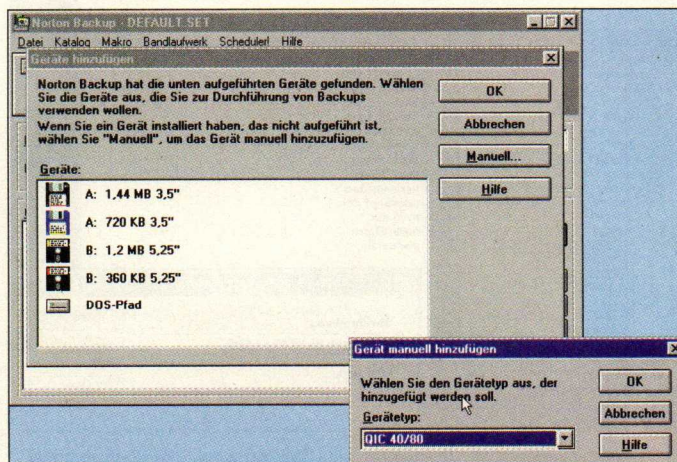 Norton Backup - DEFAULT.SET
Datei Katalog Makro Bandlaufwerk Scheduler! Hilfe
Geräte hinzufügen
Norton Backup hat die unten aufgeführten Geräte gefunden. Wählen
Sie die Geräte aus, die Sie zur Durchführung von Backups
verwenden wollen.
Wenn Sie ein Gerät installiert haben, das nicht aufgeführt ist,
wählen Sie "Manuell", um das Gerät manuell hinzuzufügen.
OK
Abbrechen
Manuell...
Hilfe
Geräte:
A: 1,44 MB 3,5"
A: 720 KB 3,5"
B: 1,2 MB 5,25"
B: 360 KB 5,25"
DOS-Pfad
Gerät manuell hinzufügen
Wählen Sie den Gerätetyp aus, der
hinzugefügt werden soll.
Gerätetyp:
QIC 40/80
OK
Abbrechen
Hilfe